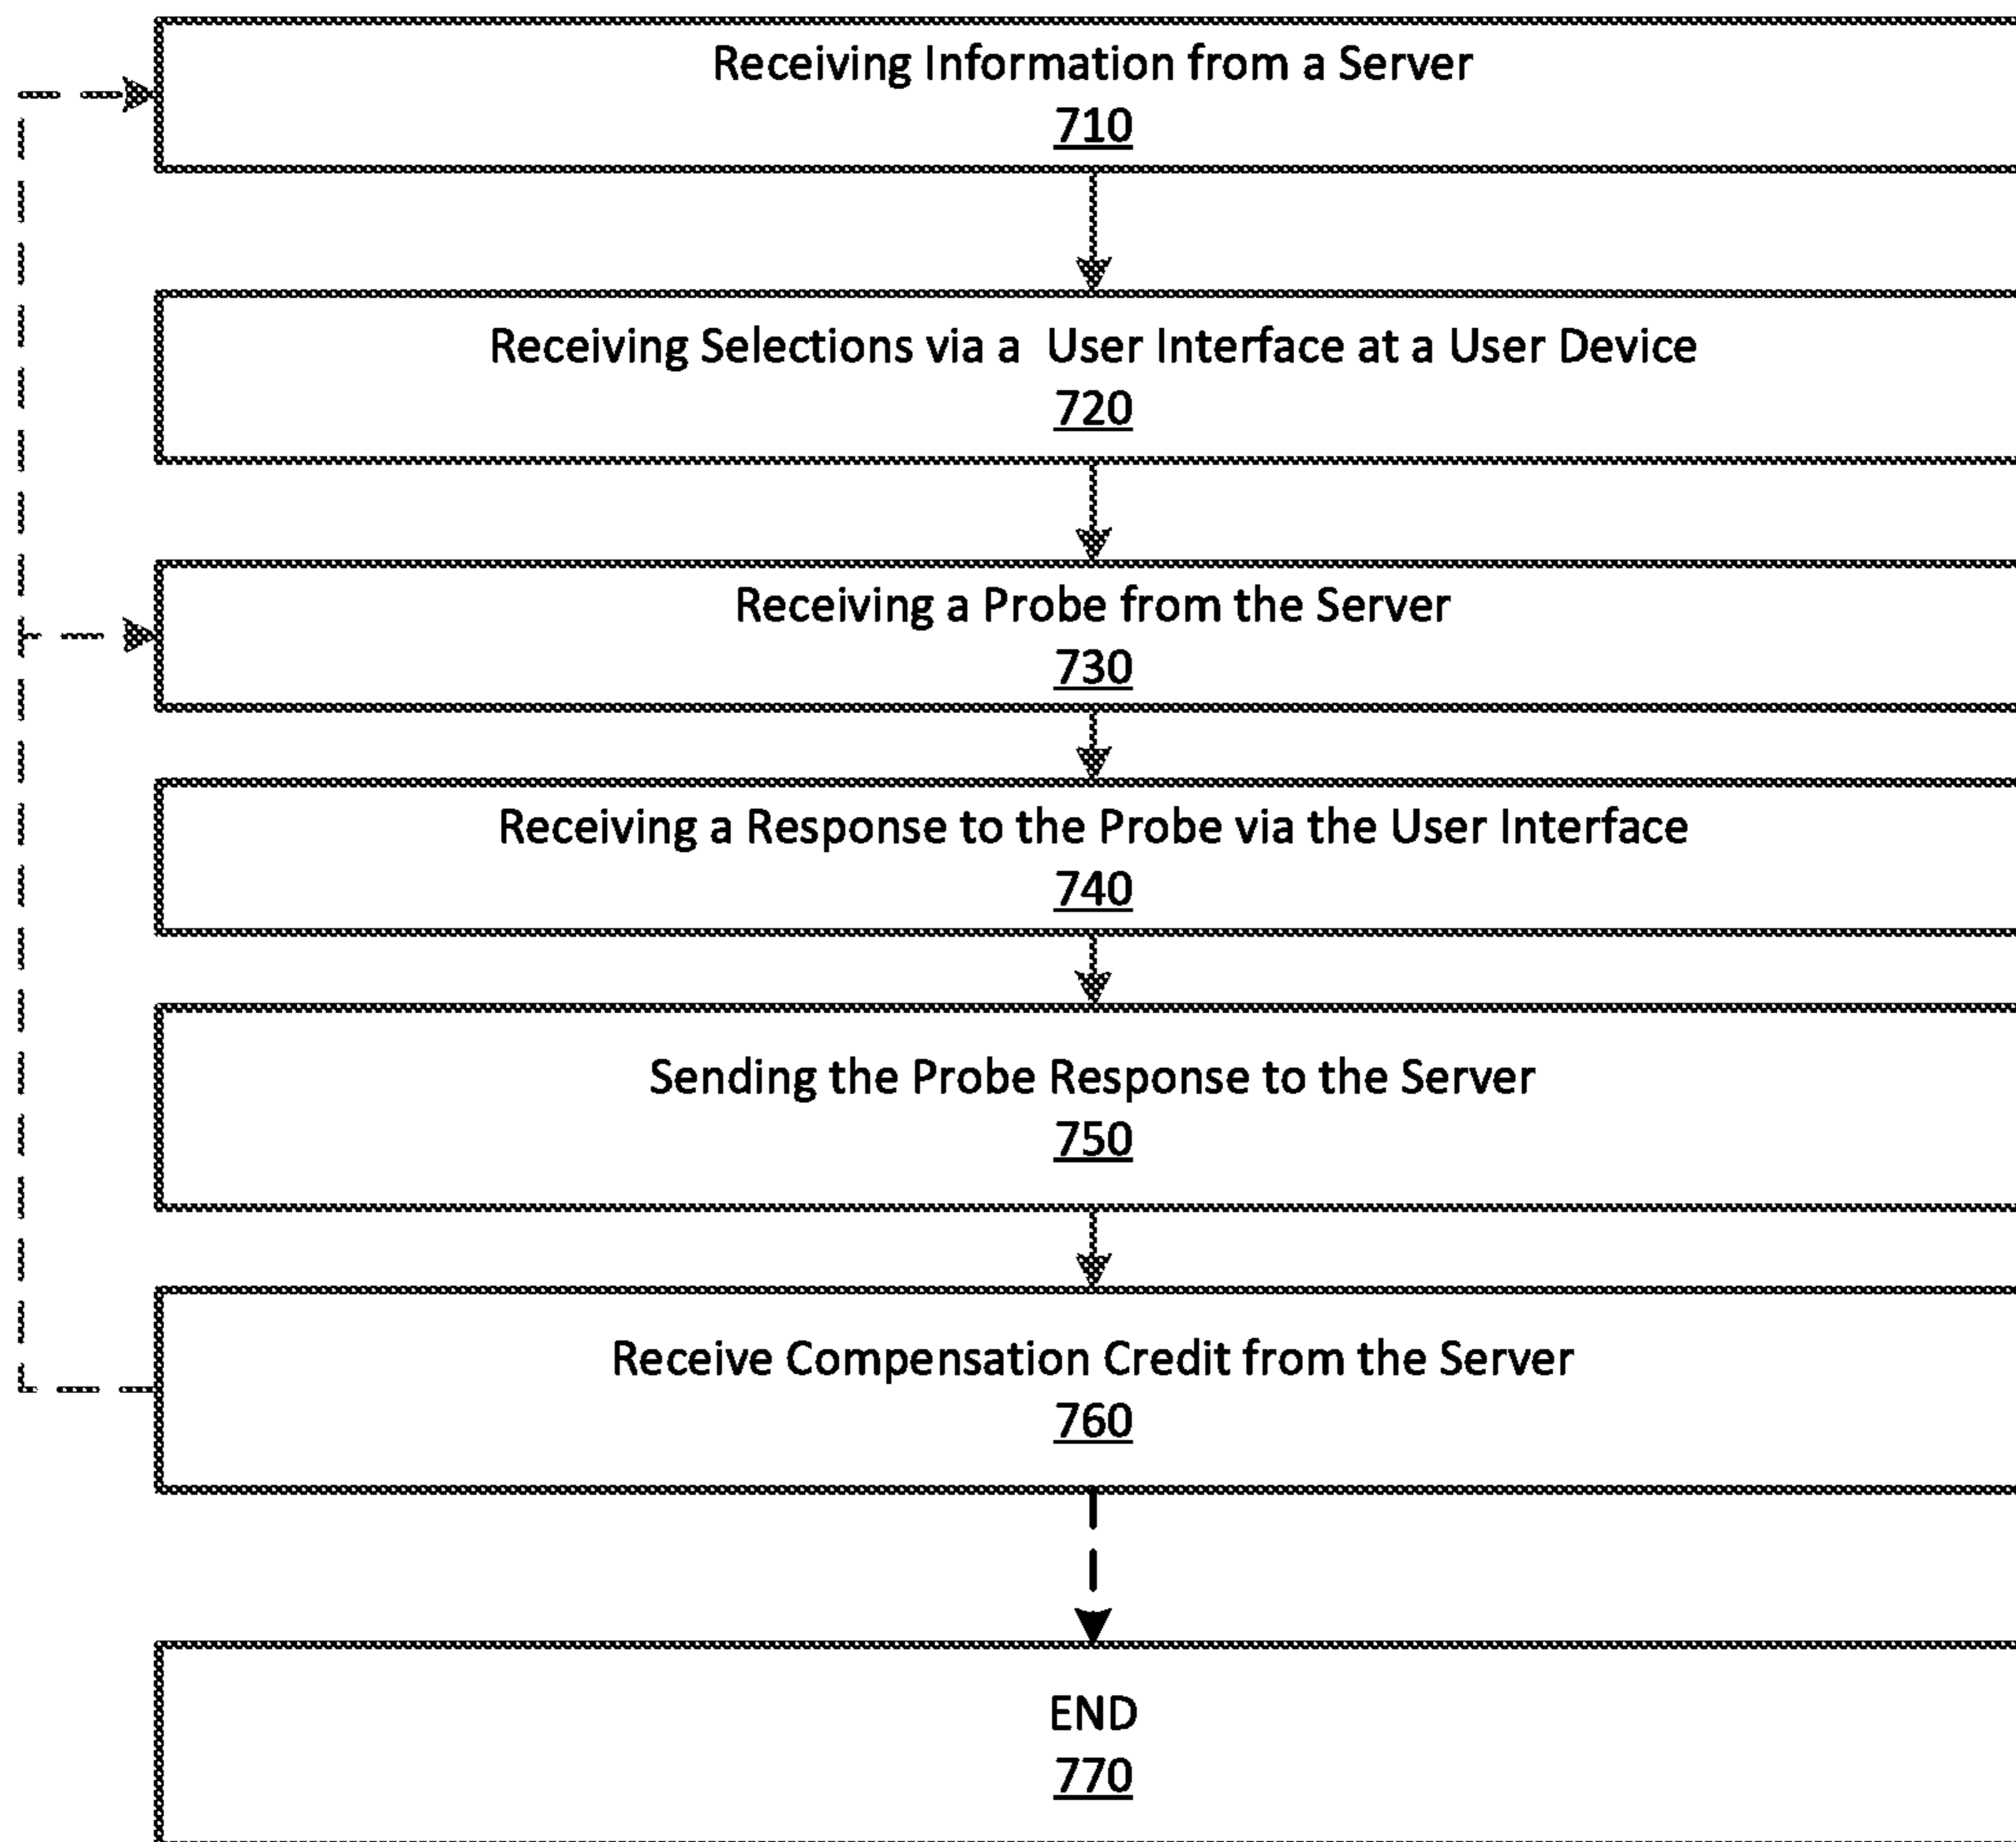 Receiving Information from a Server
710
Receiving Selections via a  User Interface at a User Device
720
Receiving a Probe from the Server
730
Receiving a Response to the Probe via the User Interface
740
Sending the Probe Response to the Server
750
Receive Compensation Credit from the Server
760
END
770